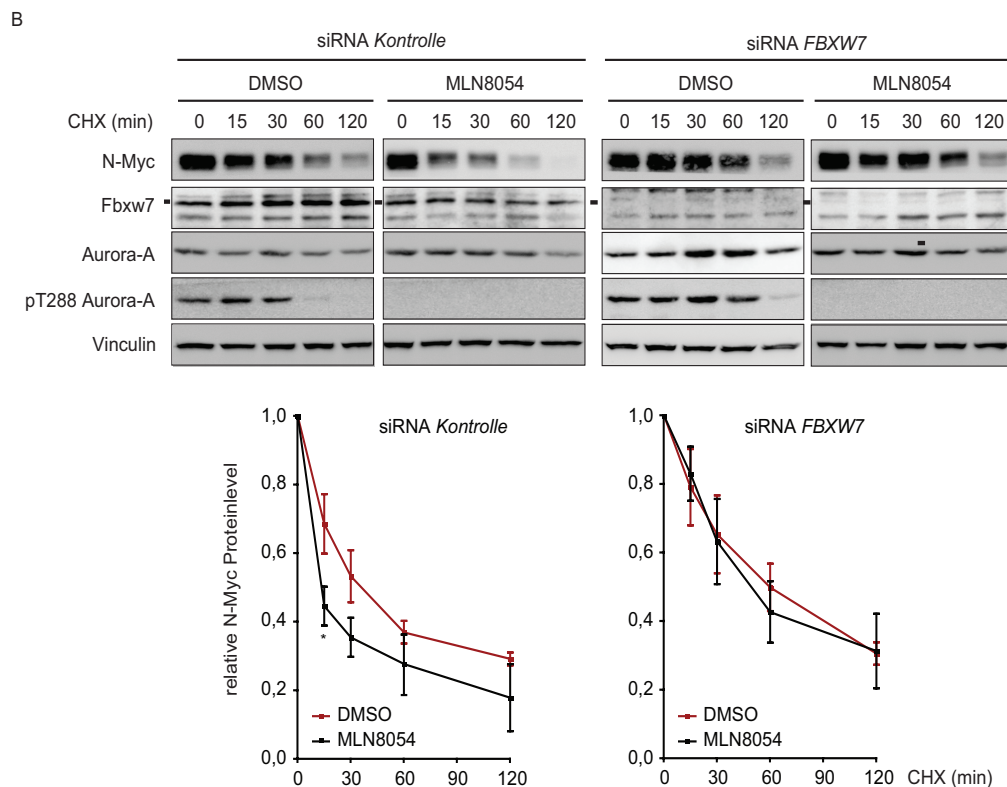 B
siRNA Kontrolle siRNA FBXW7
DMSO MLN8054 DMSO MLN8054
CHX (min) 0 15 30 60 120 0 15 30 60 120 0 15 30 60 120 0 15 30 60 120
N-Myc
Fbxw7
Aurora-A
pT288 Aurora-A
Vinculin
siRNA Kontrolle
relative N-Myc Proteinlevel
1,0
0,8
0,6
0,4
0,2
0,0
*
DMSO
MLN8054
0 30 60 90 120
siRNA FBXW7
1,0
0,8
0,6
0,4
0,2
0,0
DMSO
MLN8054
0 30 60 90 120 CHX (min)